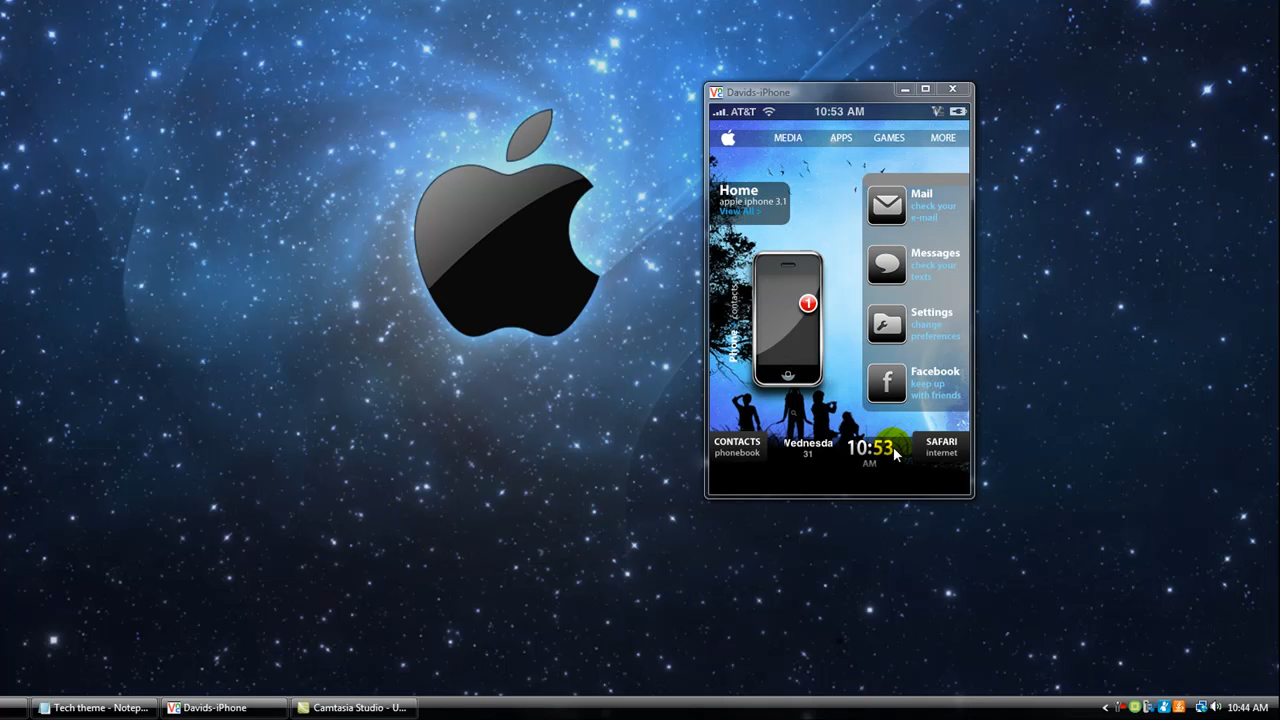 Davids-iPhone
AT&T
10:53 AM
MEDIA
APPS
GAMES
MORE
Home
apple iphone 3.1
View All >
Mail
check your
e-mail
Messages
check your
texts
Settings
change
preferences
Facebook
keep up
with friends
1
Phone
contacts
CONTACTS
phonebook
Wednesda
31
10:53
AM
SAFARI
internet
Tech theme - Notep...
Davids-iPhone
Camtasia Studio - U...
10:44 AM